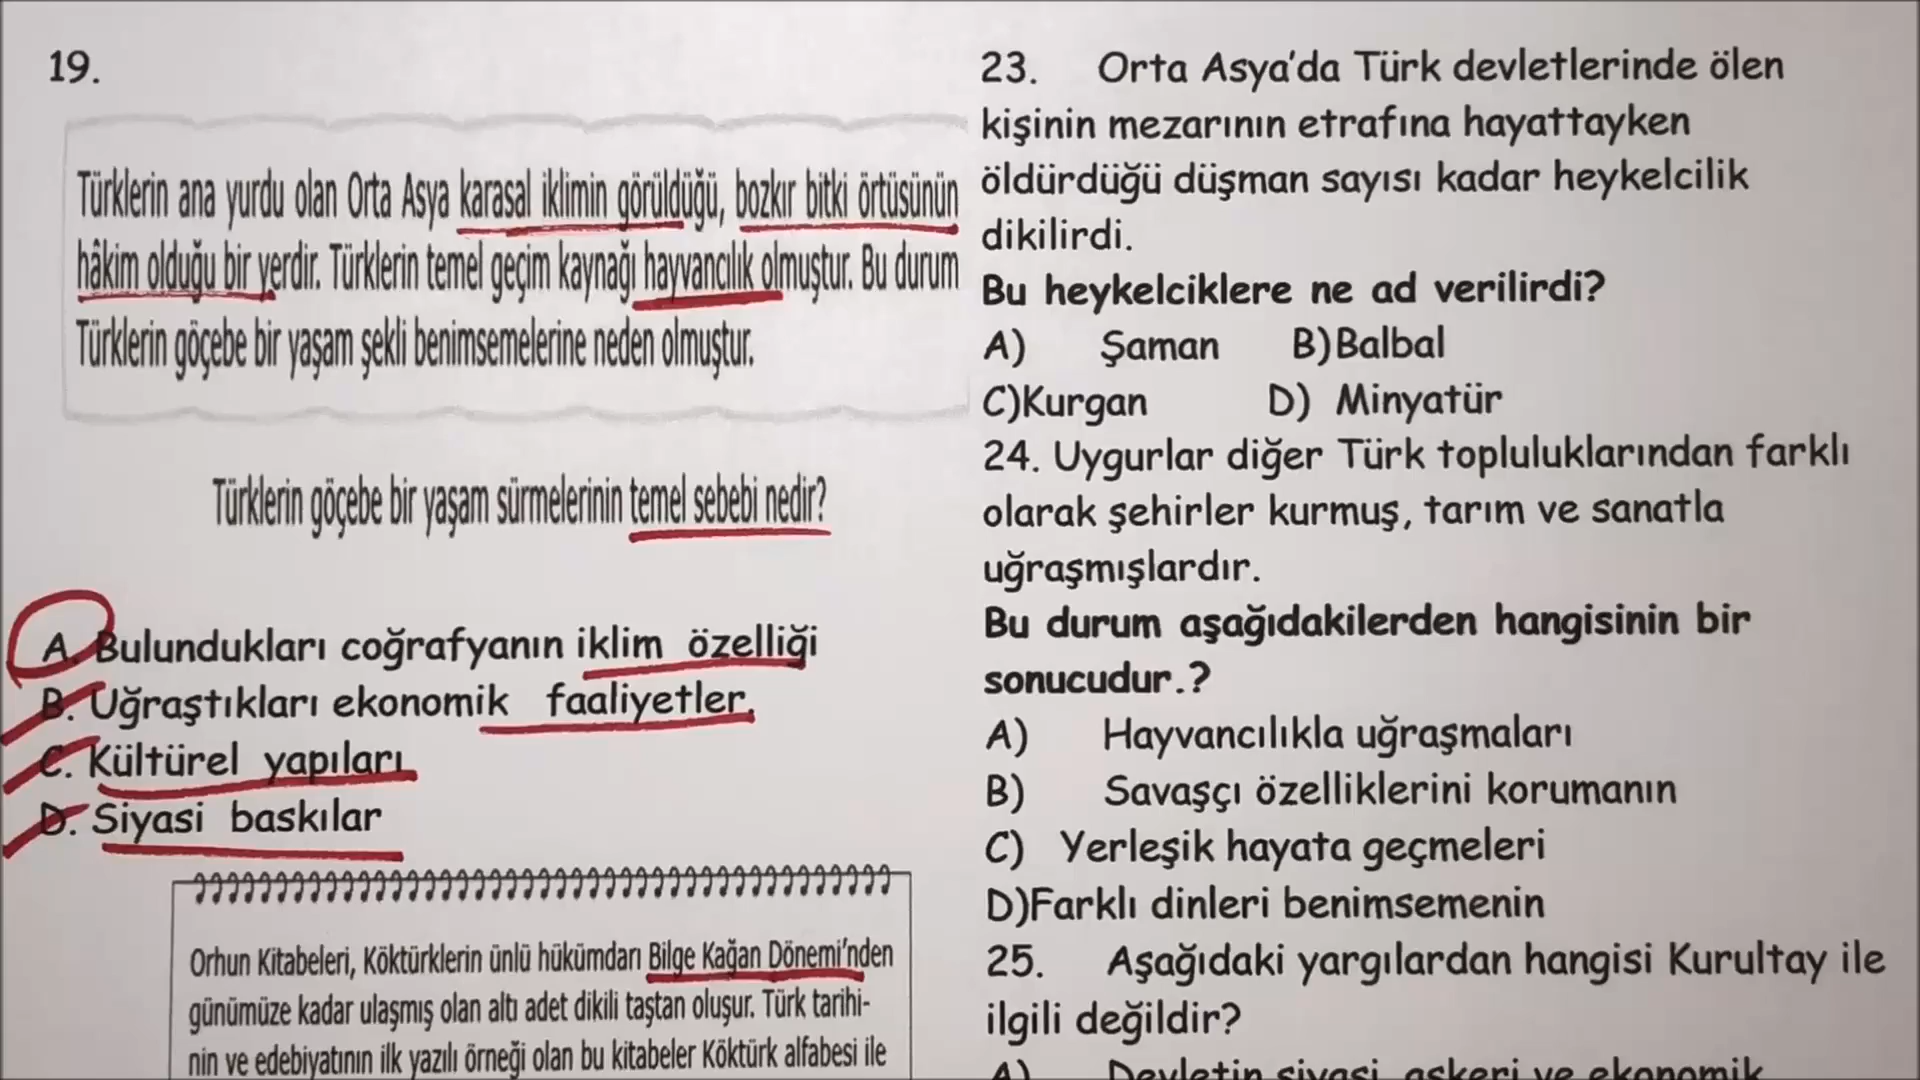 19.
Türklerin ana yurdu olan Orta Asya karasal iklimin görüldüğü, bozkır bitki örtüsünün
hâkim olduğu bir yerdir. Türklerin temel geçim kaynağı hayvancılık olmuştur. Bu durum
Türklerin göçebe bir yaşam şekli benimsemelerine neden olmuştur.
Türklerin göçebe bir yaşam sürmelerinin temel sebebi nedir?
A. Bulundukları coğrafyanın iklim özelliği
B. Uğraştıkları ekonomik faaliyetler.
C. Kültürel yapıları
D. Siyasi baskılar
Orhun Kitabeleri, Köktürklerin ünlü hükümdarı Bilge Kağan Dönemi'nden
günümüze kadar ulaşmış olan altı adet dikili taştan oluşur. Türk tarihi-
nin ve edebiyatının ilk yazılı örneği olan bu kitabeler Köktürk alfabesi ile
23. Orta Asya'da Türk devletlerinde ölen
kişinin mezarının etrafına hayattayken
öldürdüğü düşman sayısı kadar heykelcilik
dikilirdi.
Bu heykelciklere ne ad verilirdi?
A) Şaman B)Balbal
C)Kurgan D) Minyatür
24. Uygurlar diğer Türk topluluklarından farklı
olarak şehirler kurmuş, tarım ve sanatla
uğraşmışlardır.
Bu durum aşağıdakilerden hangisinin bir
sonucudur.?
A) Hayvancılıkla uğraşmaları
B) Savaşçı özelliklerini korumanın
C) Yerleşik hayata geçmeleri
D)Farklı dinleri benimsemenin
25. Aşağıdaki yargılardan hangisi Kurultay ile
ilgili değildir?
A) Devletin siyasi, askeri ve ekonomik